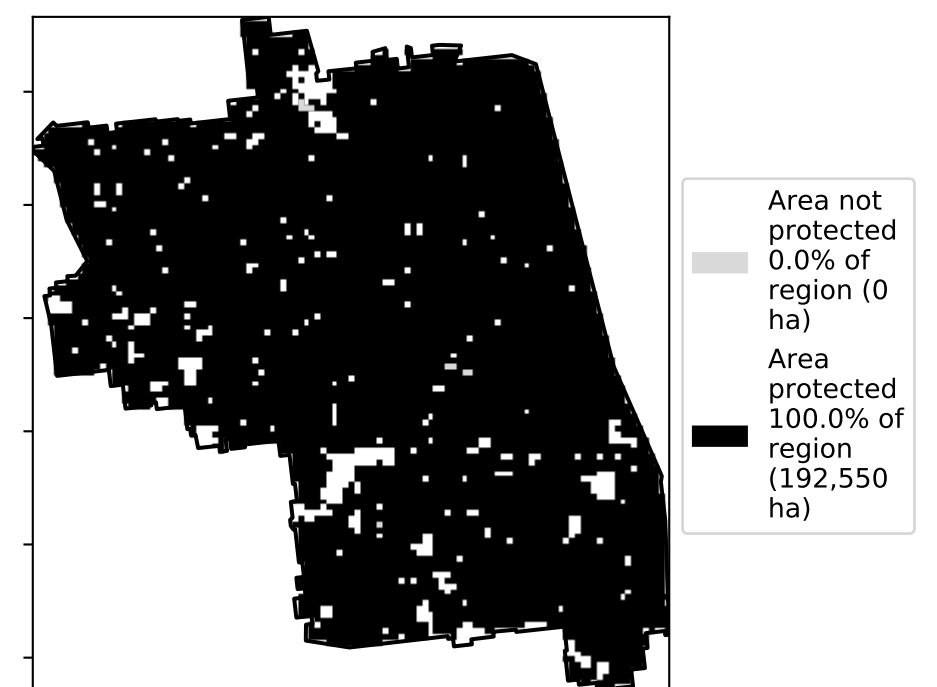 Area not
protected
0.0% of
region (0
ha)
Area
protected
100.0% of
region
(192,550
ha)